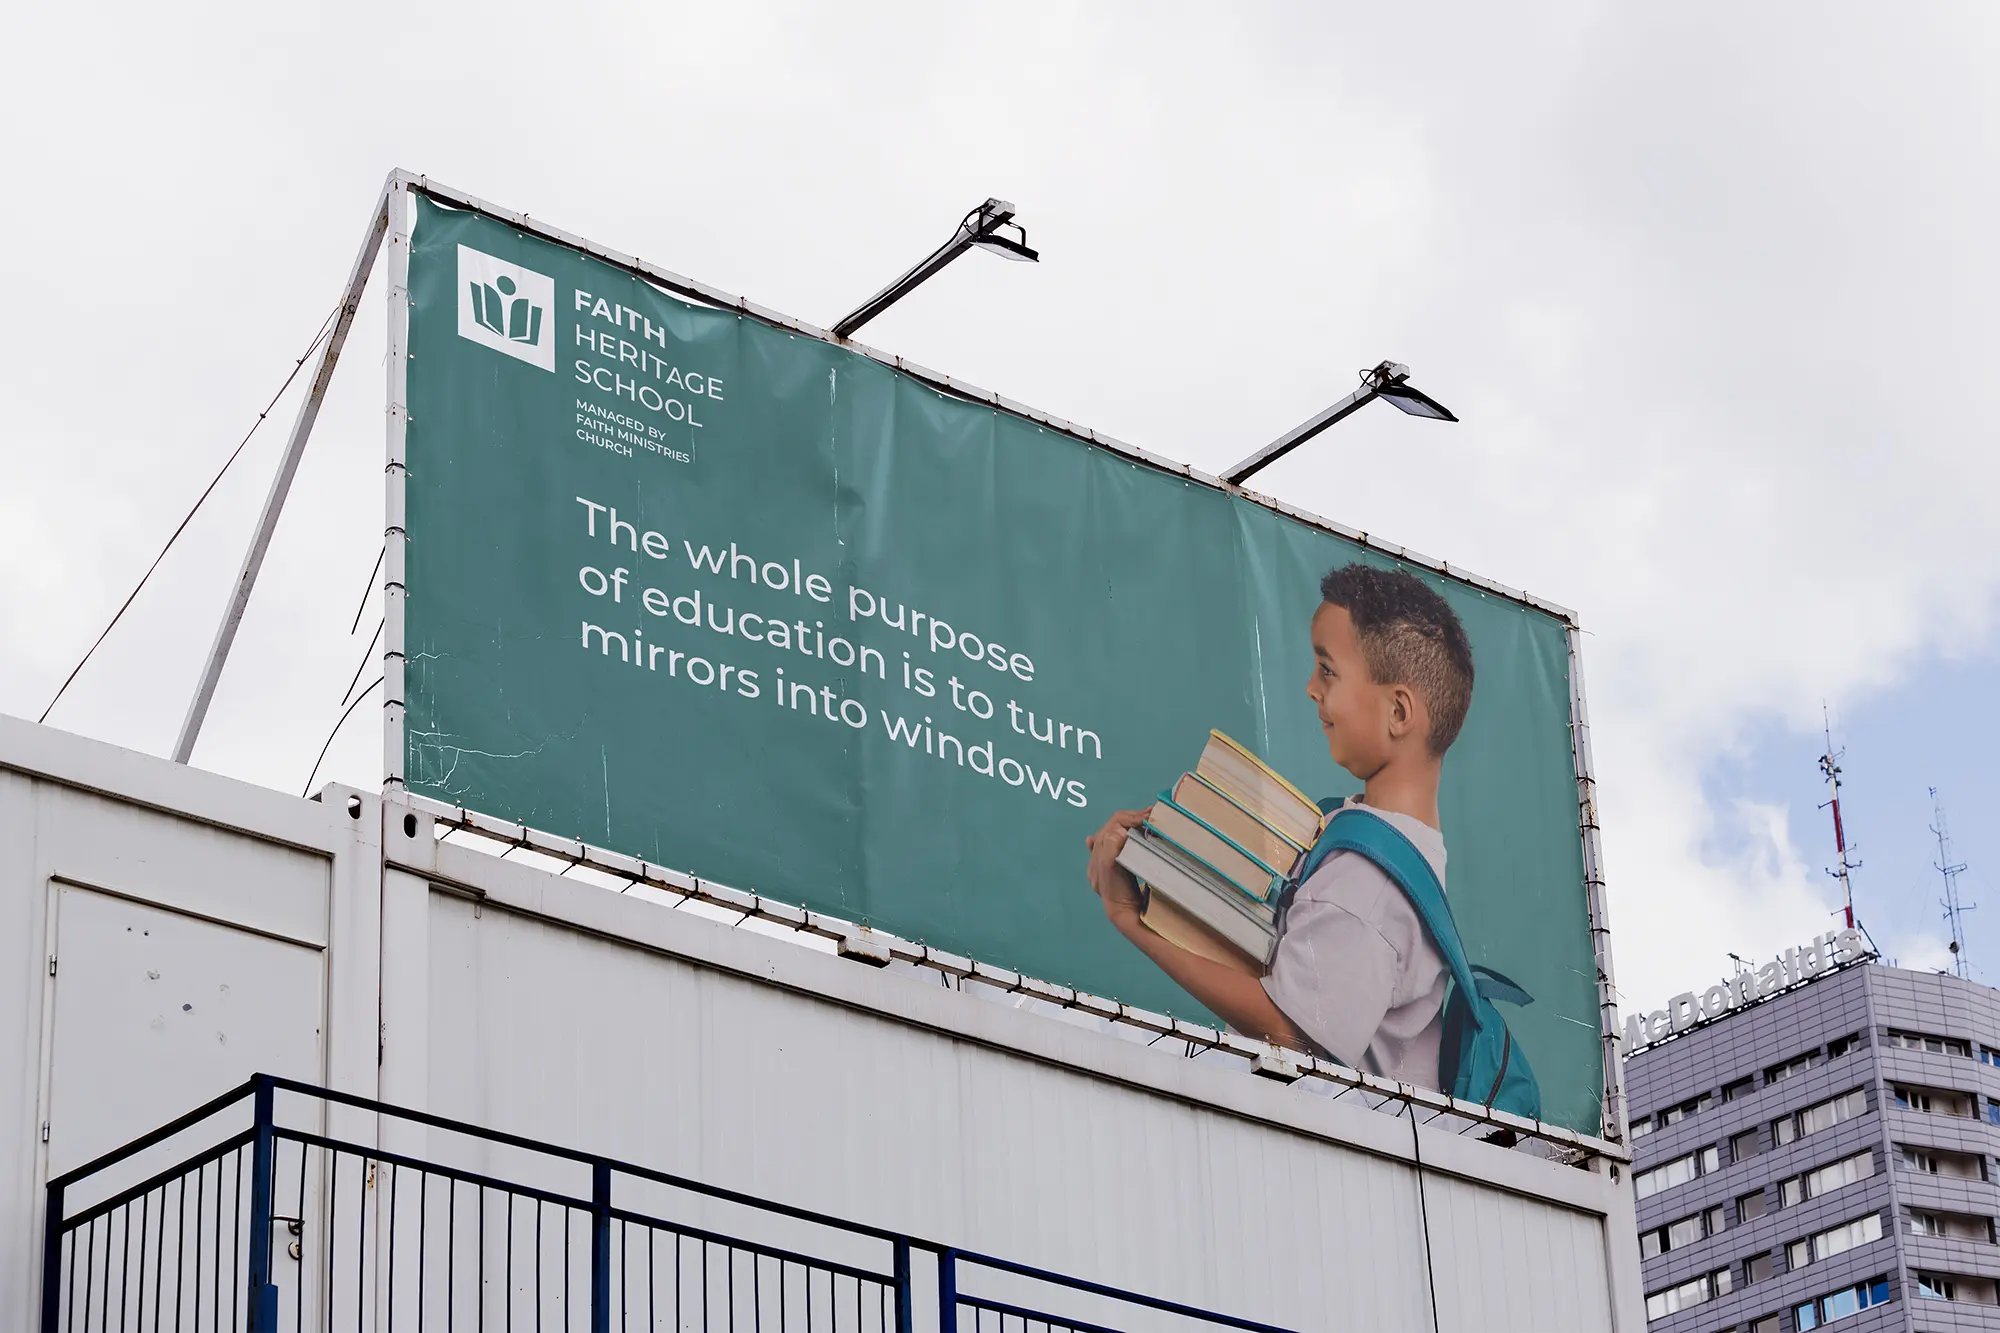 FAITH
HERITAGE
SCHOOL
MANAGED BY
FAITH MINISTRIES
CHURCH
The whole purpose
of education is to turn
mirrors into windows
McDonald's